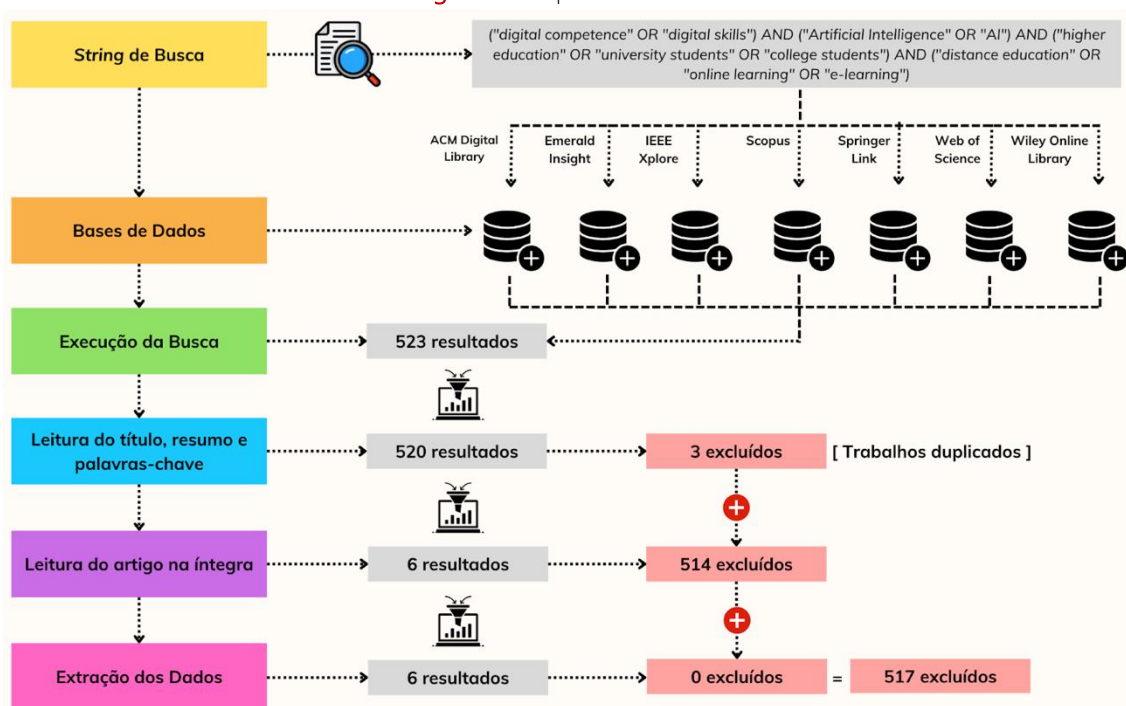 String de Busca
("digital competence" OR "digital skills") AND ("Artificial Intelligence" OR "AI") AND ("higher
education" OR "university students" OR "college students") AND ("distance education" OR
"online learning" OR "e-learning")
ACM Digital
Library
Emerald
Insight
IEEE
Xplore
Scopus
Springer
Link
Web of
Science
Wiley Online
Library
Bases de Dados
Execução da Busca
523 resultados
Leitura do título, resumo e
palavras-chave
520 resultados
3 excluídos
[ Trabalhos duplicados ]
Leitura do artigo na íntegra
6 resultados
514 excluídos
Extração dos Dados
6 resultados
0 excluídos
=
517 excluídos